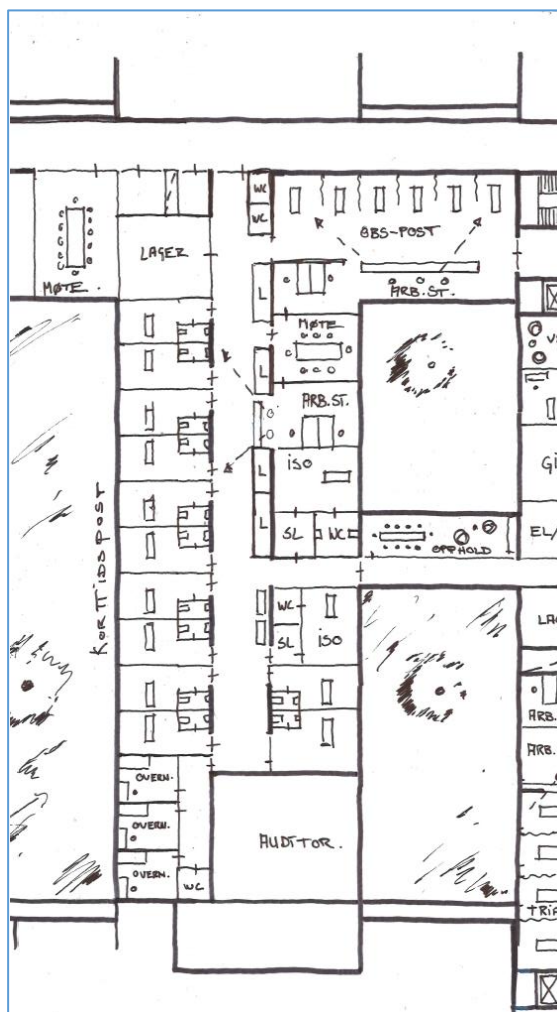 WC
WC
OBS-POST
LAGER
MØTE.
ARB.ST.
L
MØTE
L
ARB.ST.
L
ISO
L
SL
WC
OPPHOLD
EL/
KORTTIDSPOST
WC
SL
ISO
ARB.
ARB.
OVERN.
OVERN.
OVERN.
WC
AUDITOR.